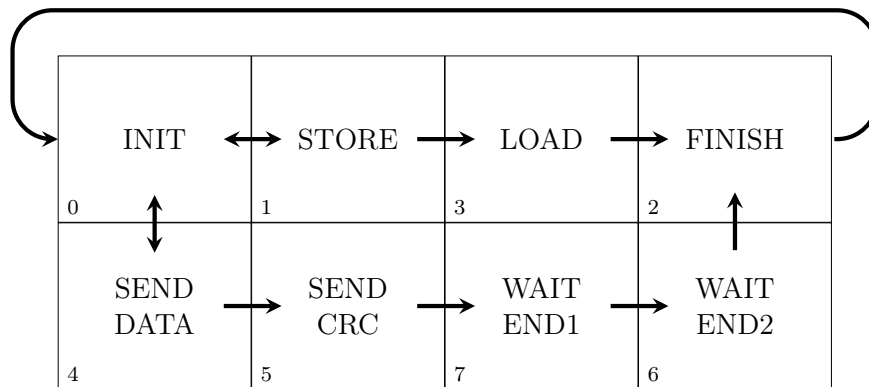 INIT
STORE
LOAD
FINISH
0
1
3
2
SEND
DATA
SEND
CRC
WAIT
END1
WAIT
END2
4
5
7
6